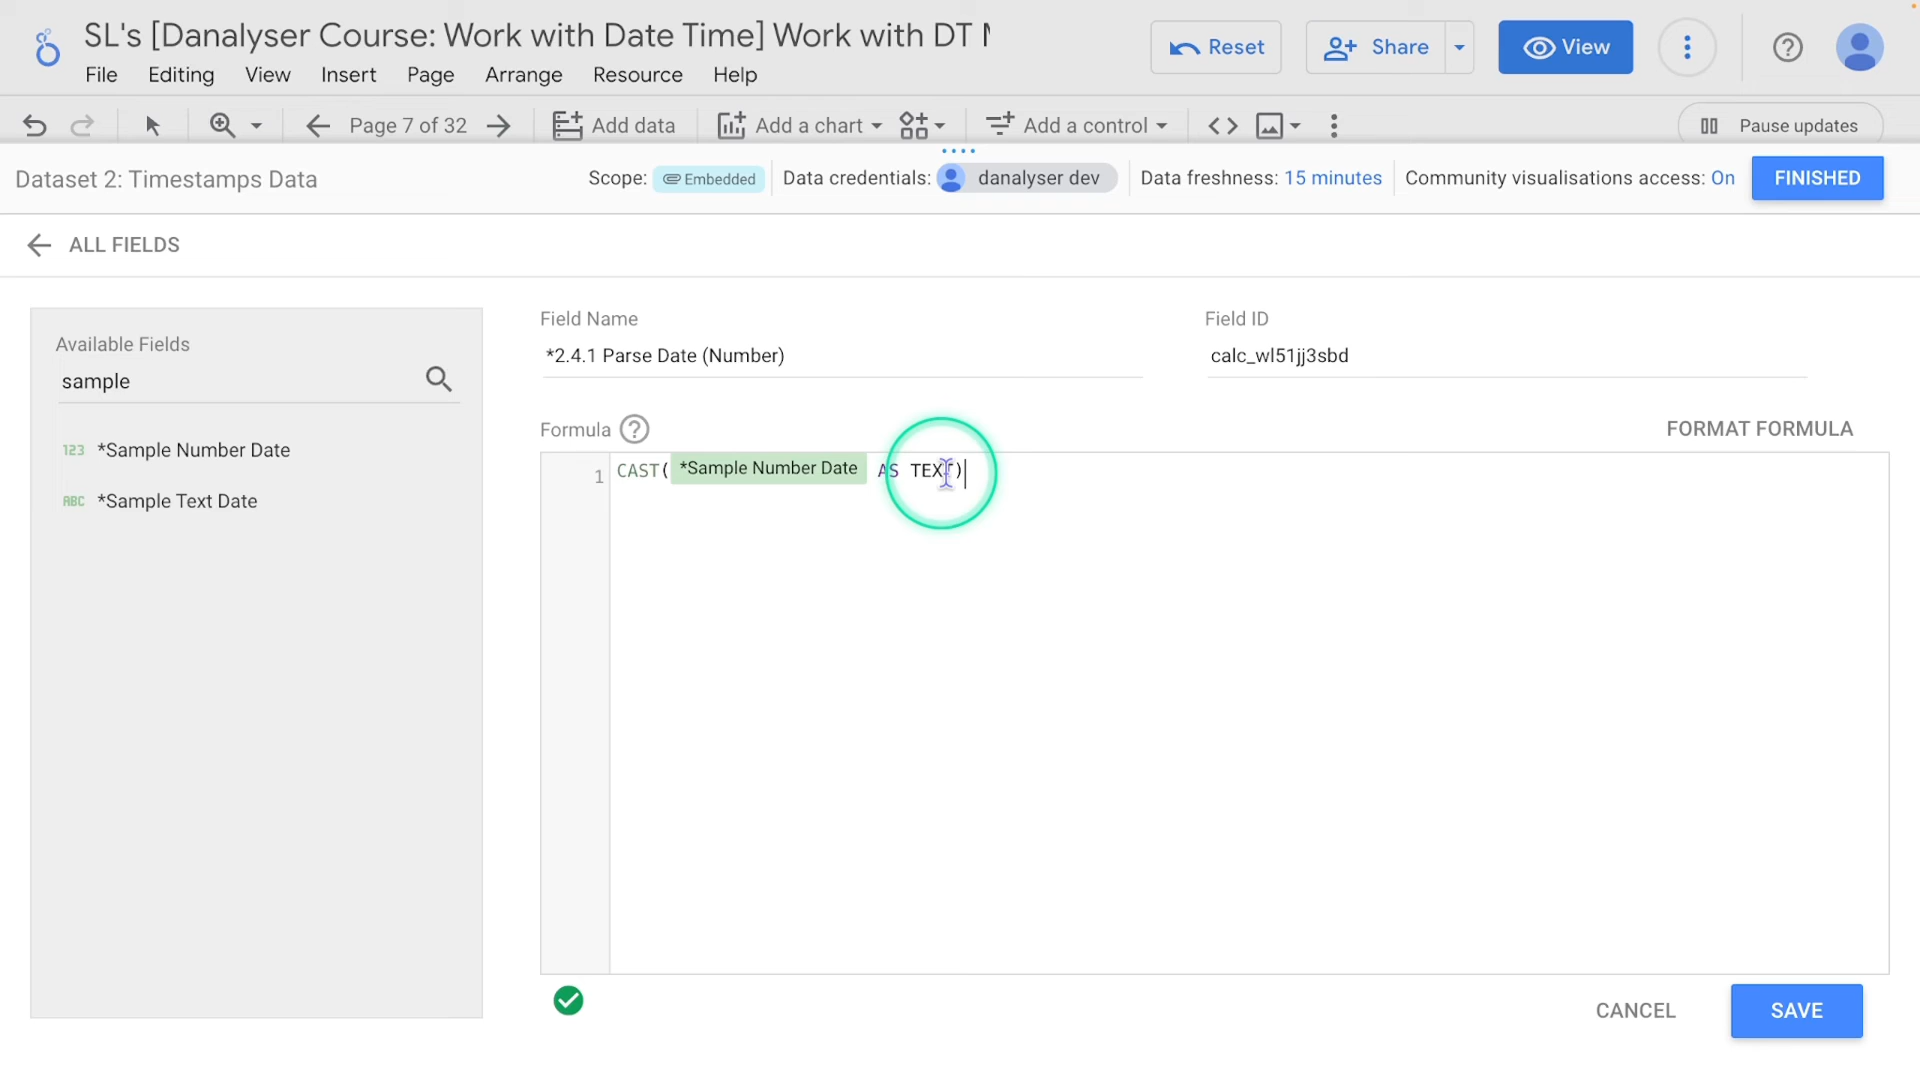 SL's [Danalyser Course: Work with Date Time] Work with DT
File Editing View Insert Page Arrange Resource Help
Reset
Share
View
Page 7 of 32
Add data
Add a chart
Add a control
Pause updates
Dataset 2: Timestamps Data
Scope: Embedded
Data credentials: danalyser dev
Data freshness: 15 minutes
Community visualisations access: On
FINISHED
ALL FIELDS
Available Fields
sample
123 *Sample Number Date
ABC *Sample Text Date
Field Name
*2.4.1 Parse Date (Number)
Field ID
calc_wl51jj3sbd
Formula
FORMAT FORMULA
1 CAST( *Sample Number Date AS TEXT)
CANCEL
SAVE